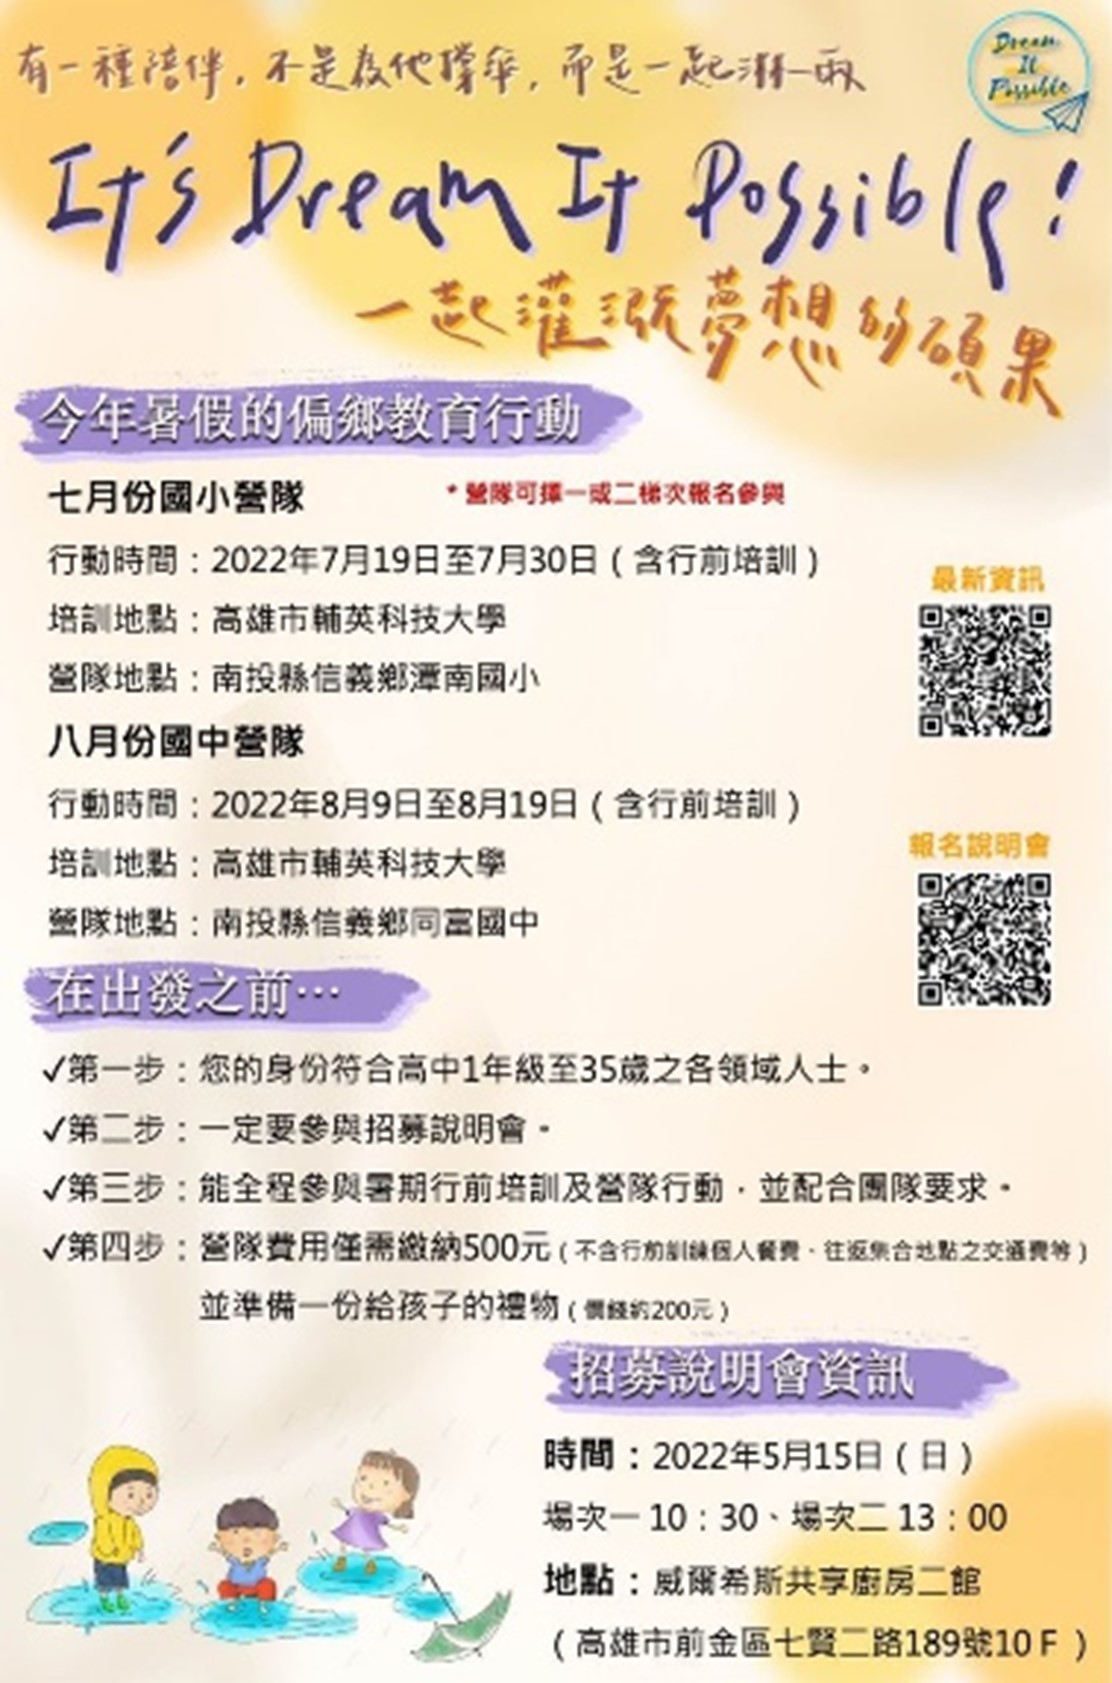 有一種陪伴，不是為他撐傘，而是一起淋一雨
Dream
It
Possible
It's Dream It Possible!
一起灌溉夢想的碩果
今年暑假的偏鄉教育行動
七月份國小營隊
*營隊可擇一或二梯次報名參與
行動時間：2022年7月19日至7月30日（含行前培訓）
最新資訊
培訓地點：高雄市輔英科技大學
營隊地點：南投縣信義鄉潭南國小
八月份國中營隊
行動時間：2022年8月9日至8月19日（含行前培訓）
報名說明會
培訓地點：高雄市輔英科技大學
營隊地點：南投縣信義鄉同富國中
在出發之前…
✓第一步：您的身份符合高中1年級至35歲之各領域人士。
✓第二步：一定要參與招募說明會。
✓第三步：能全程參與暑期行前培訓及營隊行動，並配合團隊要求。
✓第四步：營隊費用僅需繳納500元（不含行前訓練個人餐費、往返集合地點之交通費等）
並準備一份給孩子的禮物（價錢約200元）
招募說明會資訊
時間：2022年5月15日（日）
場次一 10：30、場次二 13：00
地點：威爾希斯共享廚房二館
（高雄市前金區七賢二路189號10F）